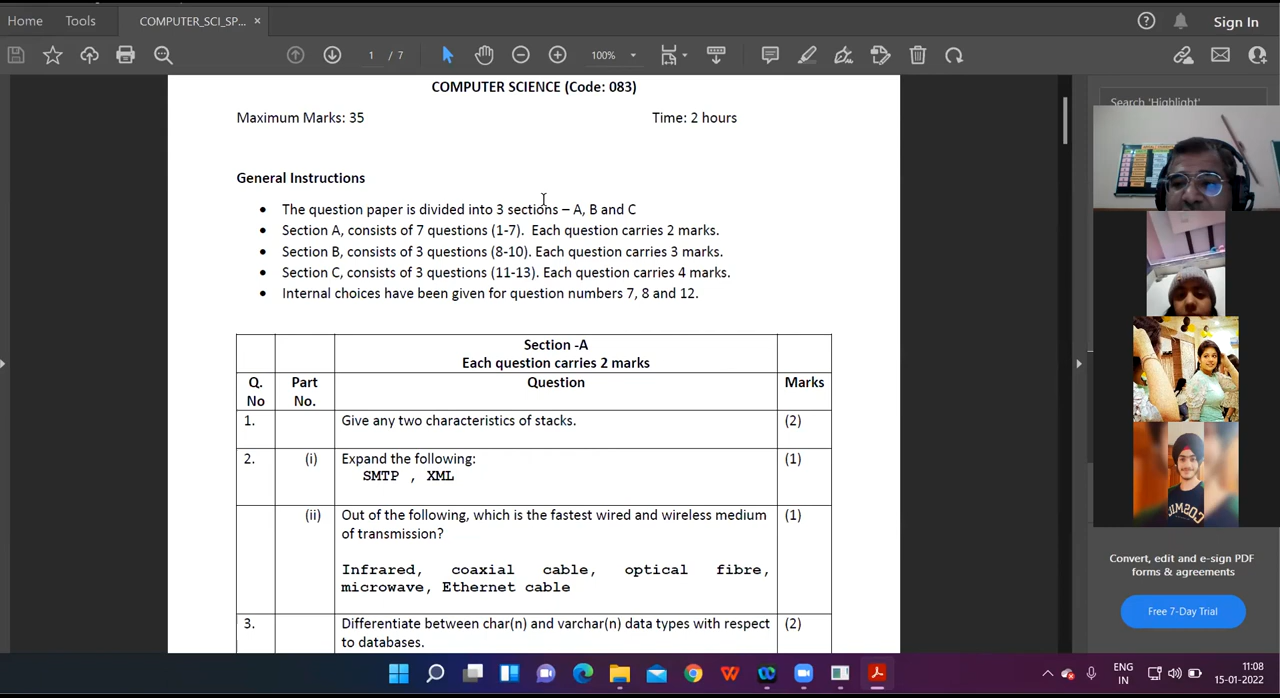 Home
Tools
COMPUTER_SCI_SP...
×
Sign In
1 / 7
100%
COMPUTER SCIENCE (Code: 083)
Maximum Marks: 35
Time: 2 hours
General Instructions
• The question paper is divided into 3 sections – A, B and C
• Section A, consists of 7 questions (1-7). Each question carries 2 marks.
• Section B, consists of 3 questions (8-10). Each question carries 3 marks.
• Section C, consists of 3 questions (11-13). Each question carries 4 marks.
• Internal choices have been given for question numbers 7, 8 and 12.
Section -A
Each question carries 2 marks
Q. No
Part No.
Question
Marks
1.
Give any two characteristics of stacks.
(2)
2.
(i)
Expand the following:
SMTP , XML
(1)
(ii)
Out of the following, which is the fastest wired and wireless medium
of transmission?
(1)
Infrared, coaxial cable, optical fibre,
microwave, Ethernet cable
3.
Differentiate between char(n) and varchar(n) data types with respect
to databases.
(2)
Search 'Highlight'
Convert, edit and e-sign PDF
forms & agreements
Free 7-Day Trial
ENG
IN
11:08
15-01-2022